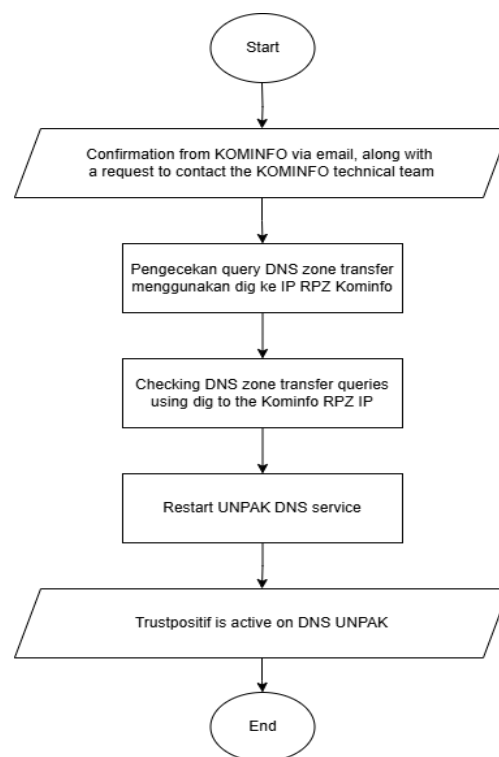 Start
Confirmation from KOMINFO via email, along with
a request to contact the KOMINFO technical team
Pengecekan query DNS zone transfer
menggunakan dig ke IP RPZ Kominfo
Checking DNS zone transfer queries
using dig to the Kominfo RPZ IP
Restart UNPAK DNS service
Trustpositif is active on DNS UNPAK
End